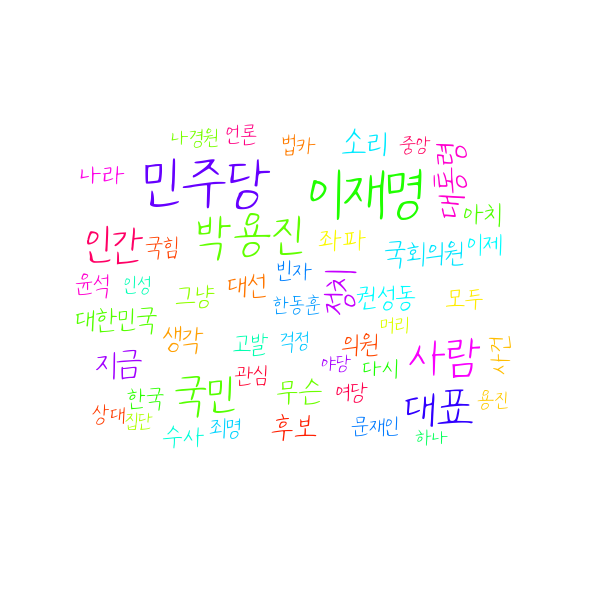 나경원 언론 법카 소리 중앙
나라 민주당 이재명 대통령
인간 국힘 박용진 좌파 국회의원 이제 아치
윤석 인성 그냥 대선 빈자 정치 권성동 모두
대한민국 한동훈
생각 고발 걱정 의원 머리 사람 사건
지금 관심 야당 다시
한국 국민 무슨 여당 대표 용진
상대 집단 수사 죄명 후보 문재인 하나